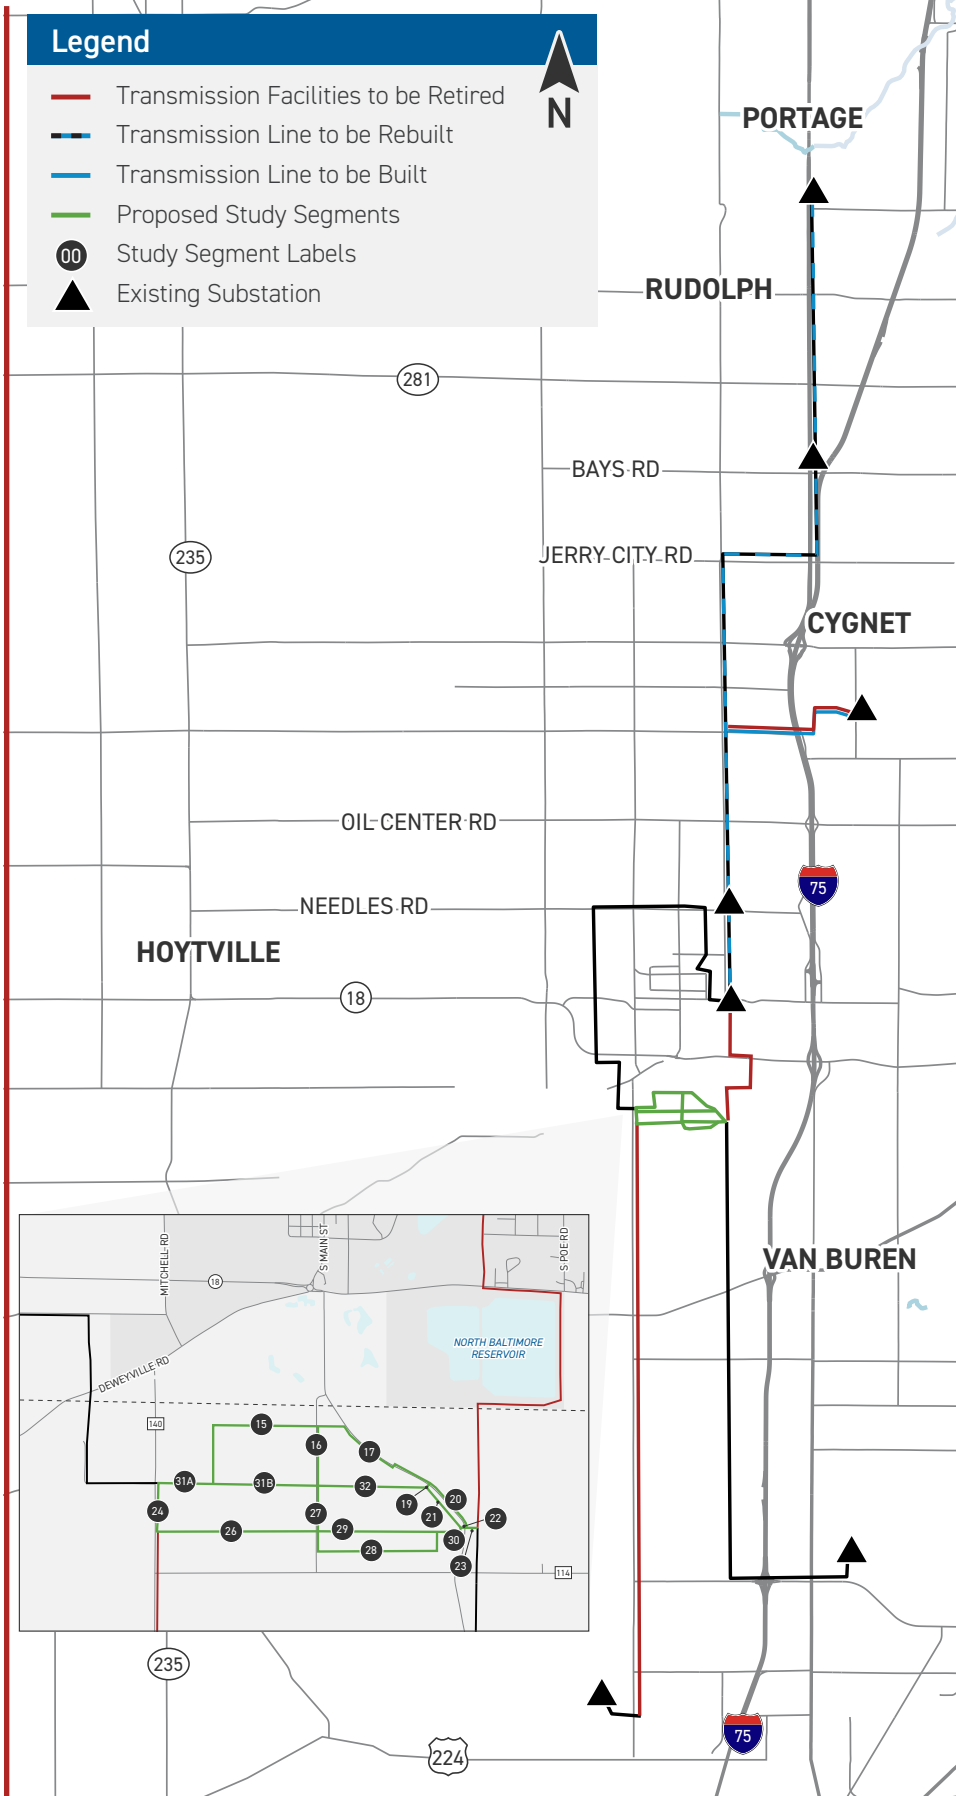 Legend
N
Transmission Facilities to be Retired
Transmission Line to be Rebuilt
Transmission Line to be Built
Proposed Study Segments
00 Study Segment Labels
Existing Substation
PORTAGE
RUDOLPH
281
BAYS RD
235
JERRY CITY RD
CYGNET
OIL CENTER RD
75
NEEDLES RD
HOYTVILLE
18
VAN BUREN
MITCHELL RD
S MAIN ST
S POE RD
18
NORTH BALTIMORE
RESERVOIR
DEWEYVILLE RD
140
15
16
17
31A
31B
32
19
20
24
27
21
22
26
29
30
28
23
114
235
75
224